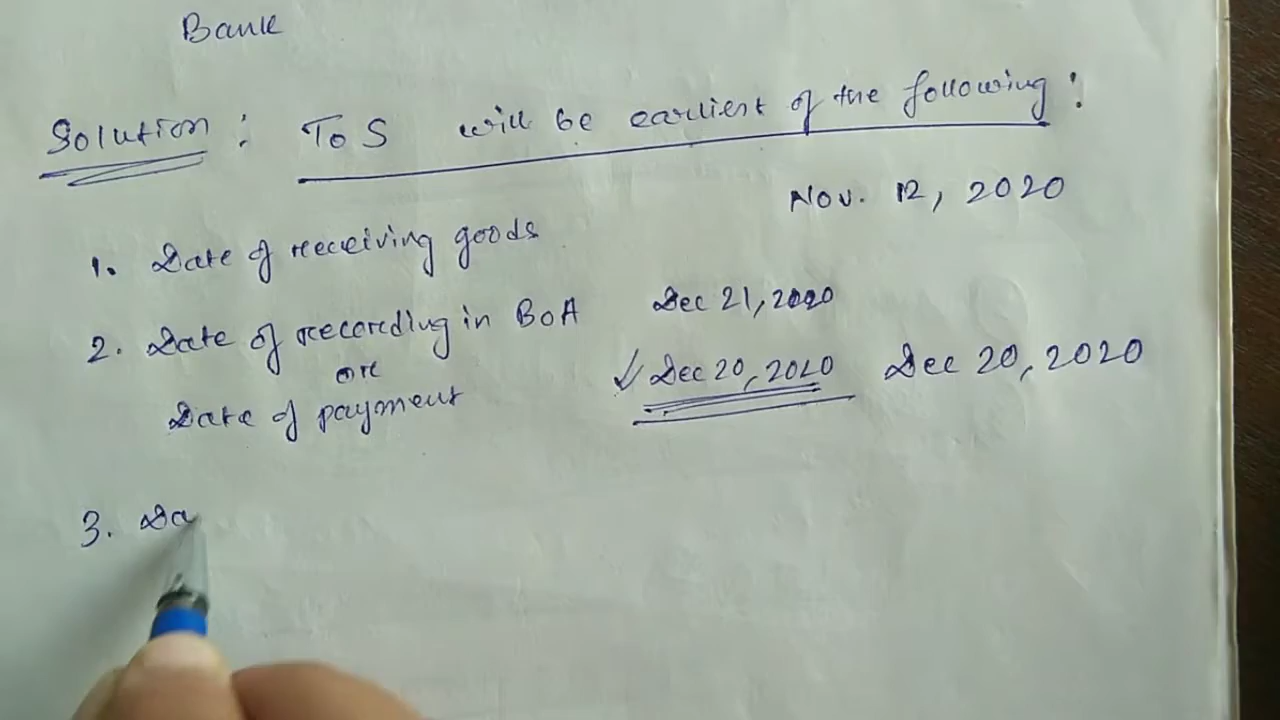 Bank
Solution : ToS will be earliest of the following :
Nov. 12, 2020
1. Date of receiving goods
2. Date of recording in BoA Dec 21, 2020
or
Date of payment Dec 20, 2020 Dec 20, 2020
3. Da